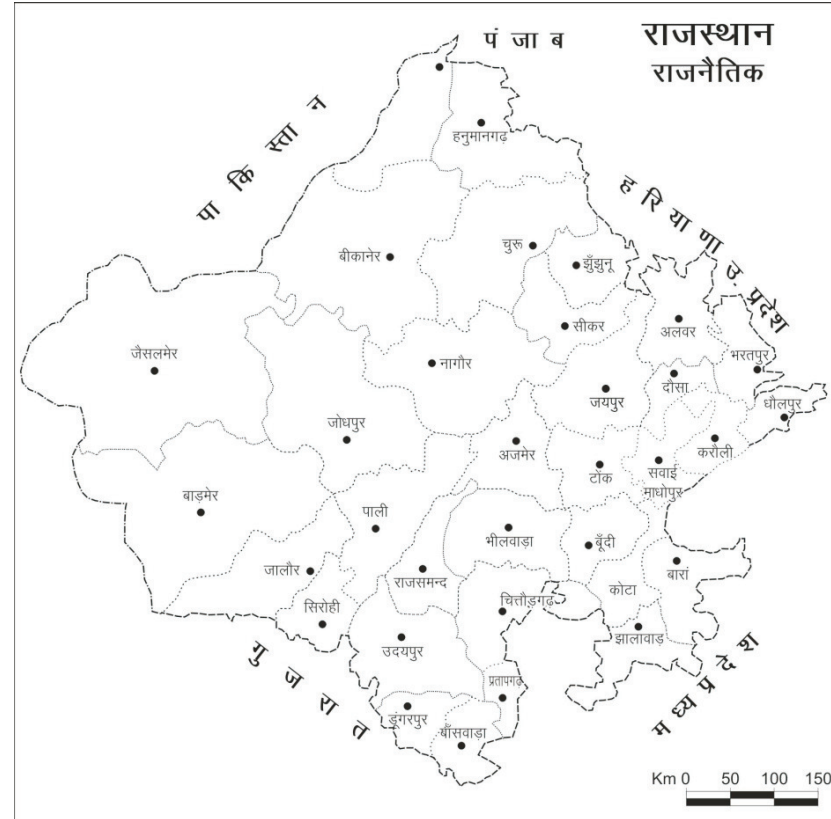 पंजाब
राजस्थान
राजनैतिक
पाकिस्तान
हनुमानगढ़
हरियाणा
उ. प्रदेश
बीकानेर
चुरू
झुँझुनू
सीकर
अलवर
जैसलमेर
नागौर
भरतपुर
दौसा
जयपुर
धौलपुर
जोधपुर
अजमेर
टोंक
सवाई
माधोपुर
करौली
बाड़मेर
पाली
भीलवाड़ा
बूँदी
बारां
जालौर
राजसमन्द
कोटा
चित्तौड़गढ़
सिरोही
झालावाड़
उदयपुर
प्रतापगढ़
गुजरात
मध्य प्रदेश
डूंगरपुर
बाँसवाड़ा
Km 0 50 100 150